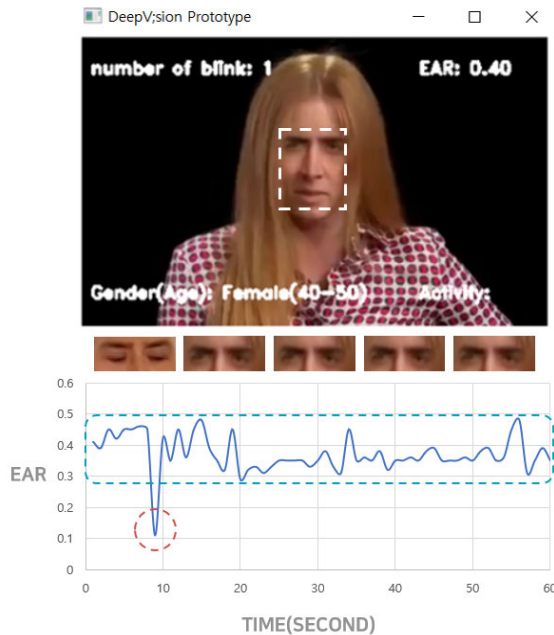 DeepV;sion Prototype
number of blink: 1
EAR: 0.40
Gender(Age): Female(40-50)
Activity:
0.6
0.5
0.4
0.3
0.2
0.1
0
EAR
0 10 20 30 40 50 60
TIME(SECOND)